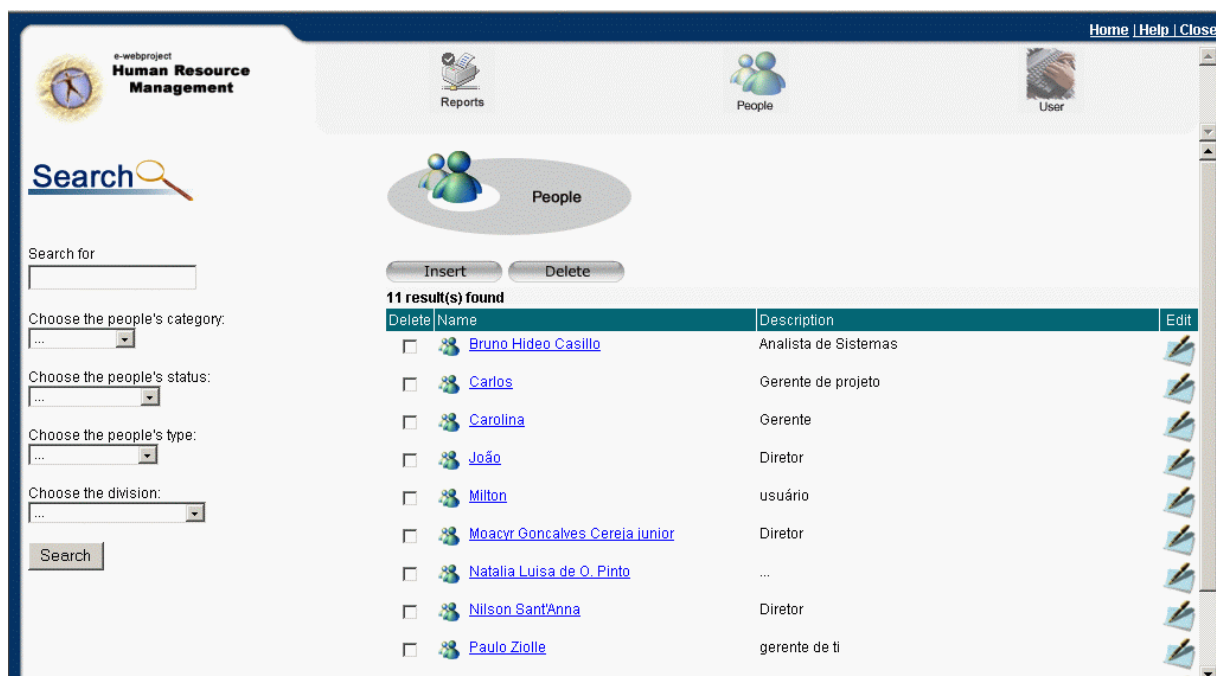 Home | Help | Close
e-webproject
Human Resource
Management
Reports
People
User
Search
People
Search for
Insert Delete
11 result(s) found
Choose the people's category:
...
Choose the people's status:
...
Choose the people's type:
...
Choose the division:
...
Search
Delete Name Description Edit
Bruno Hideo Casillo Analista de Sistemas
Carlos Gerente de projeto
Carolina Gerente
João Diretor
Milton usuário
Moacyr Goncalves Cereja junior Diretor
Natalia Luisa de O. Pinto ...
Nilson Sant'Anna Diretor
Paulo Ziolle gerente de ti